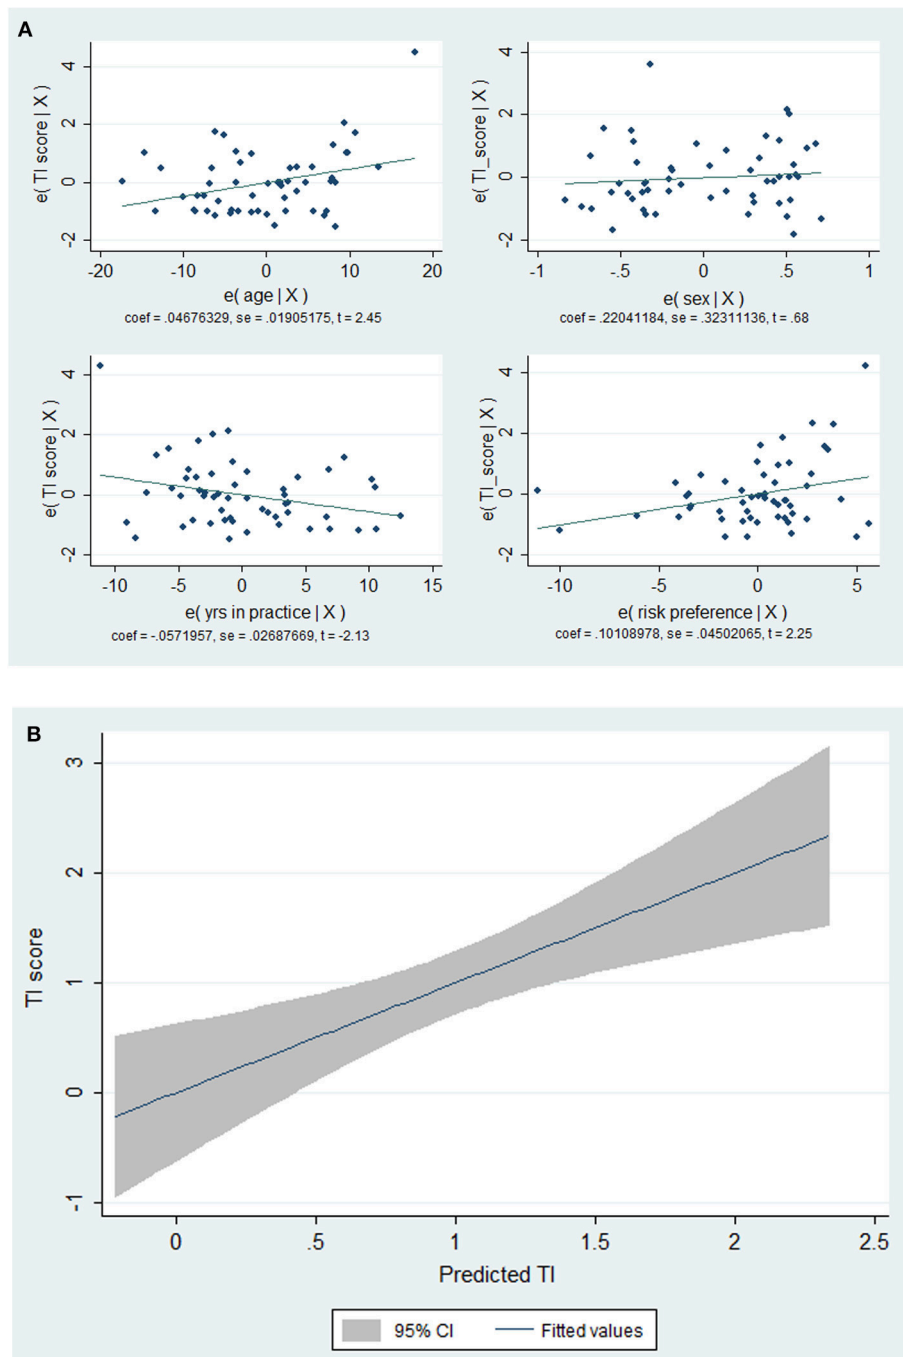 A
e( TI score | X )
4
2
0
-2
-20
-10
0
10
20
e( age | X )
coef = .04676329, se = .01905175, t = 2.45
e( TI_score | X )
4
2
0
-2
-1
-.5
0
.5
1
e( sex | X )
coef = .22041184, se = .32311136, t = .68
e( TI score | X )
4
2
0
-2
-10
-5
0
5
10
15
e( yrs in practice | X )
coef = -.0571957, se = .02687669, t = -2.13
e( TI_score | X )
4
2
0
-2
-10
-5
0
5
e( risk preference | X )
coef = .10108978, se = .04502065, t = 2.25
B
TI score
3
2
1
0
-1
0
.5
1
1.5
2
2.5
Predicted TI
95% CI
Fitted values